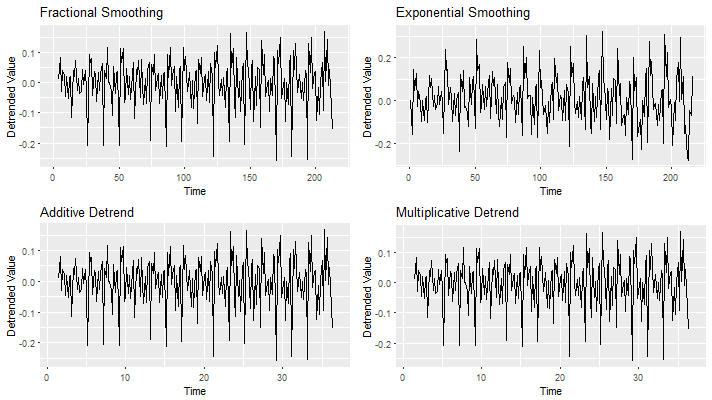 Fractional Smoothing
Exponential Smoothing
Detrended Value
0.1
0.0
-0.1
-0.2
0 50 100 150 200
Time
Detrended Value
0.2
0.0
-0.2
0 50 100 150 200
Time
Additive Detrend
Multiplicative Detrend
Detrended Value
0.1
0.0
-0.1
-0.2
0 10 20 30
Time
Detrended Value
0.1
0.0
-0.1
-0.2
0 10 20 30
Time